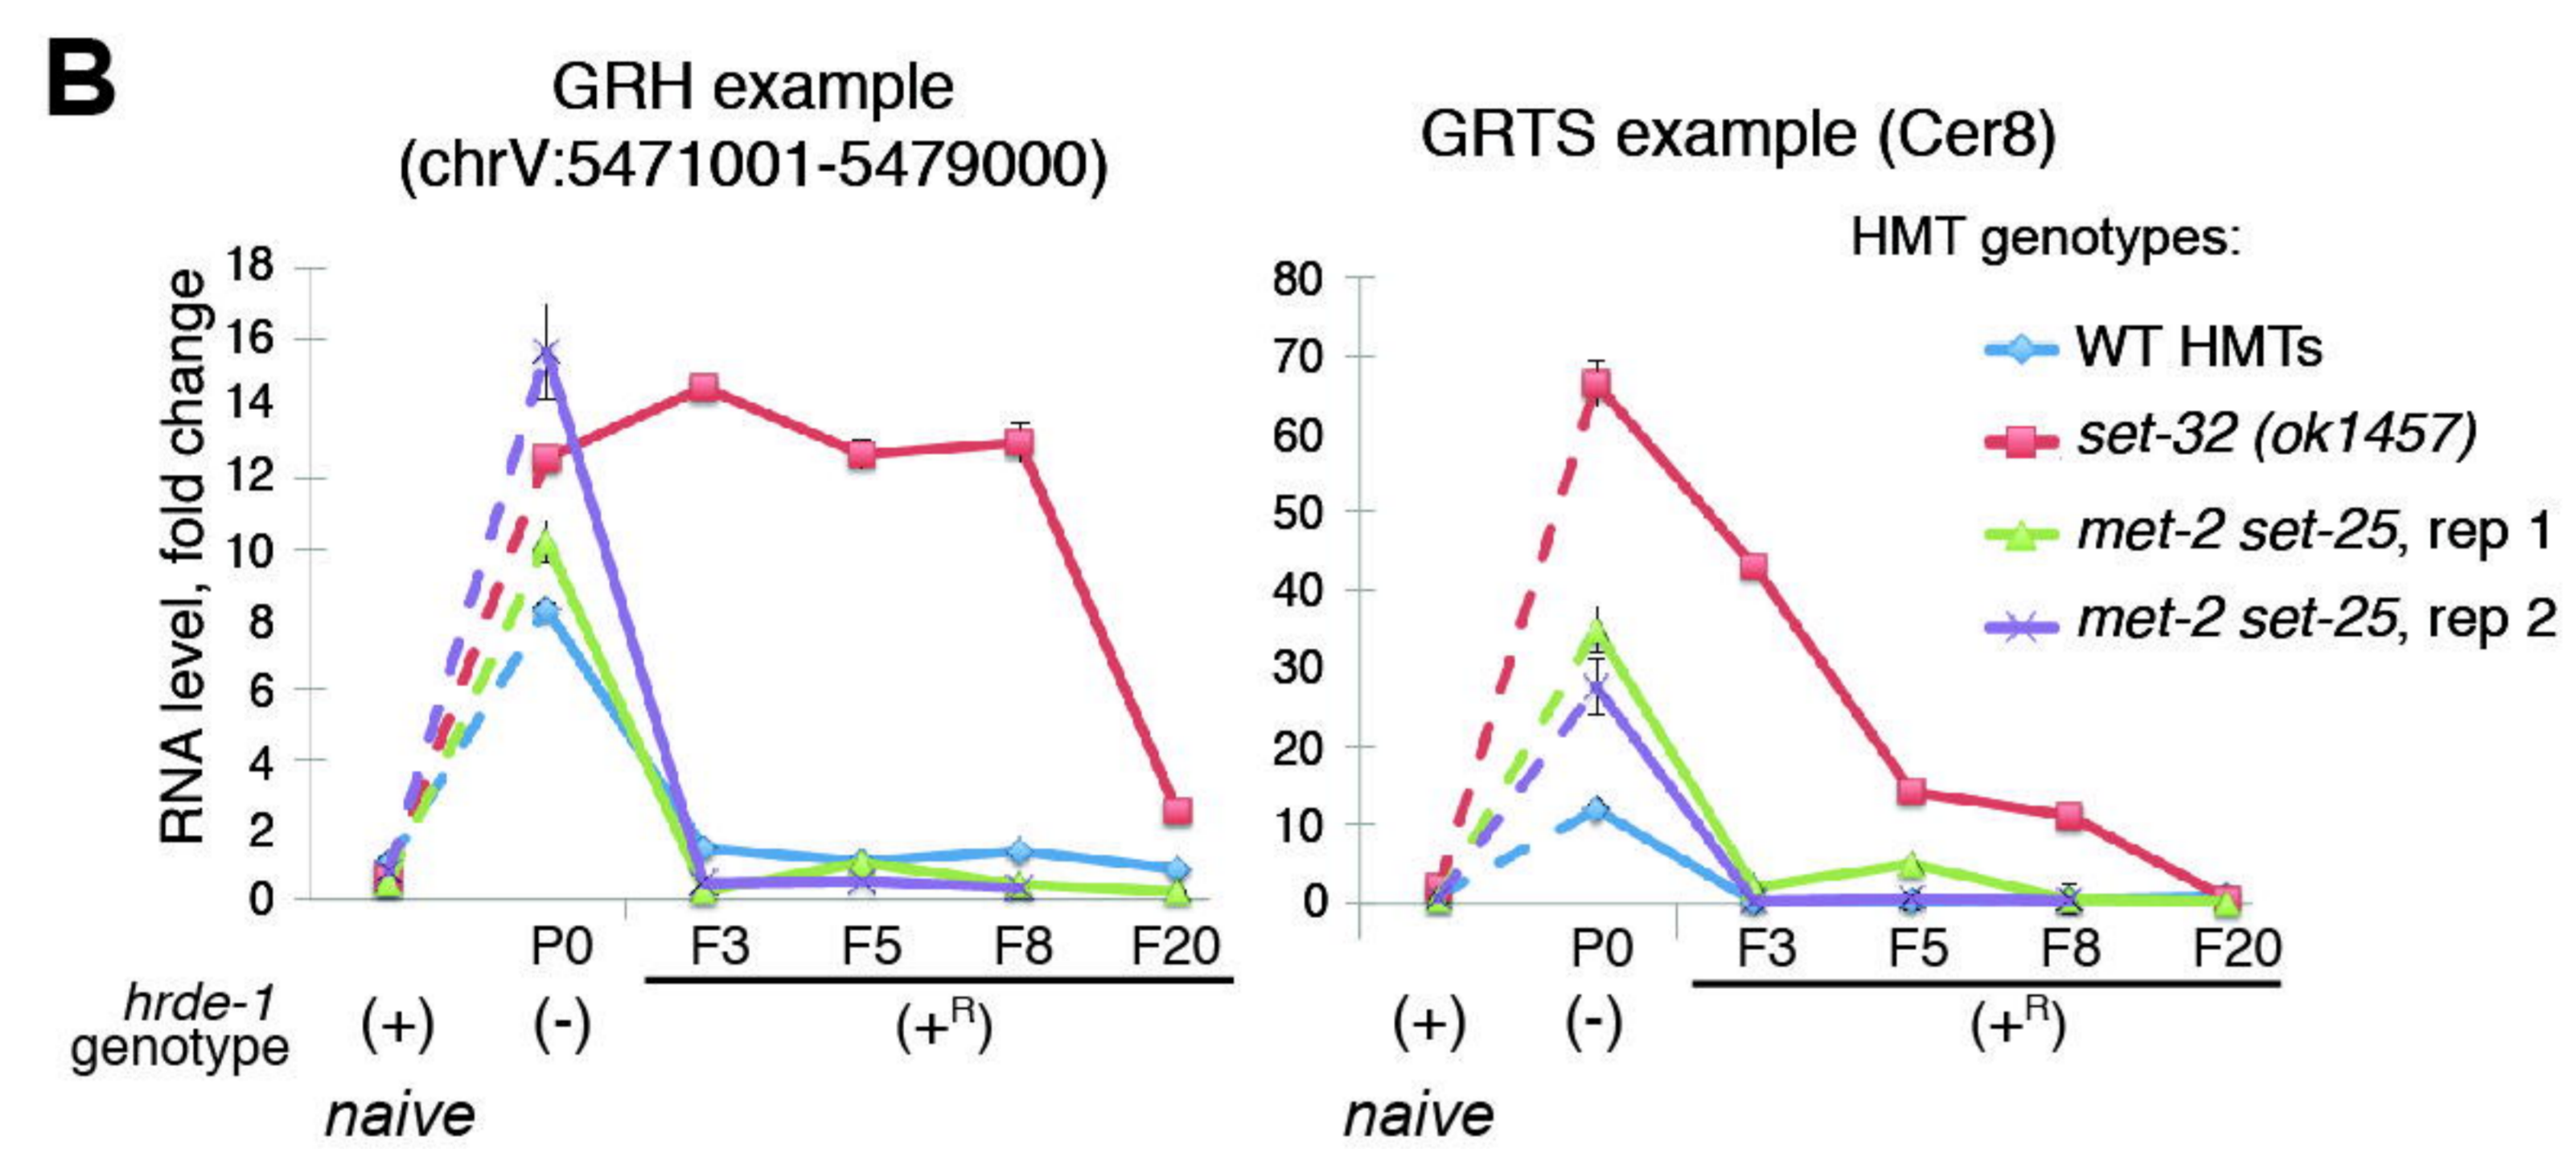 B
GRH example
(chrV:5471001-5479000)
RNA level, fold change
18
16
14
12
10
8
6
4
2
0
P0 F3 F5 F8 F20
hrde-1
genotype
(+) (-) (+R)
naive
GRTS example (Cer8)
HMT genotypes:
WT HMTs
set-32 (ok1457)
met-2 set-25, rep 1
met-2 set-25, rep 2
80
70
60
50
40
30
20
10
0
P0 F3 F5 F8 F20
(+) (-) (+R)
naive